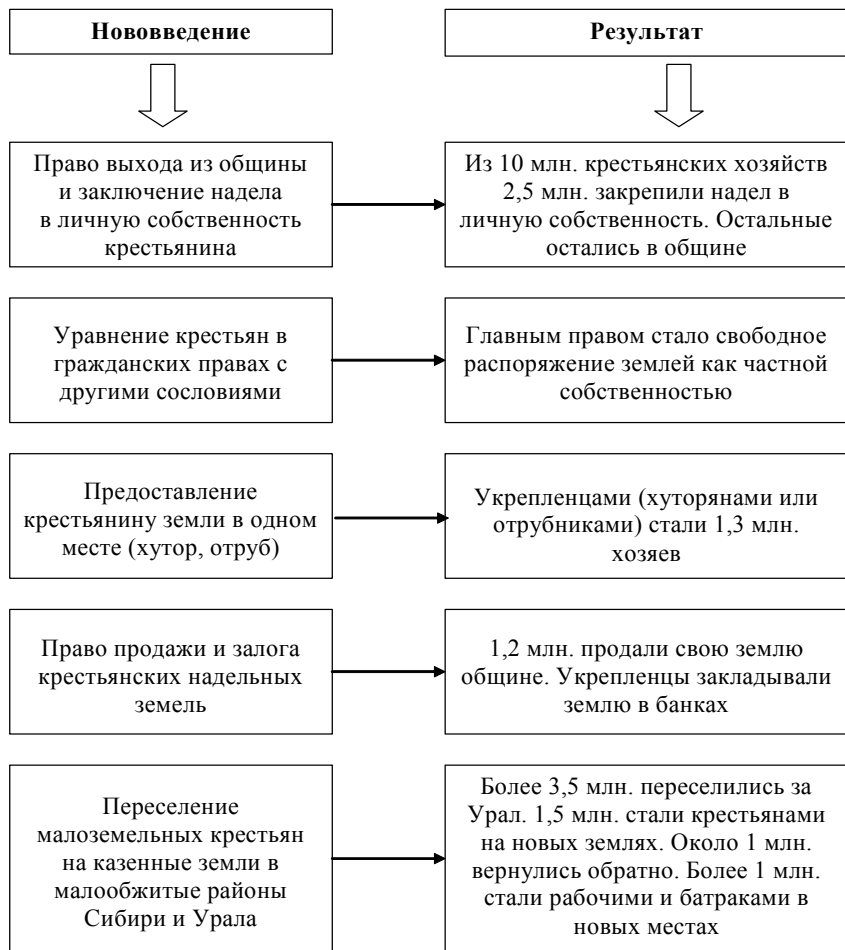 Нововведение
Результат
Право выхода из общины
и заключение надела
в личную собственность
крестьянина
Из 10 млн. крестьянских хозяйств
2,5 млн. закрепили надел в
личную собственность. Остальные
остались в общине
Уравнение крестьян в
гражданских правах с
другими сословиями
Главным правом стало свободное
распоряжение землей как частной
собственностью
Предоставление
крестьянину земли в одном
месте (хутор, отруб)
Укрепленцами (хуторянами или
отрубниками) стали 1,3 млн.
хозяев
Право продажи и залога
крестьянских надельных
земель
1,2 млн. продали свою землю
общине. Укрепленцы закладывали
землю в банках
Переселение
малоземельных крестьян
на казенные земли в
малообжитые районы
Сибири и Урала
Более 3,5 млн. переселились за
Урал. 1,5 млн. стали крестьянами
на новых землях. Около 1 млн.
вернулись обратно. Более 1 млн.
стали рабочими и батраками в
новых местах